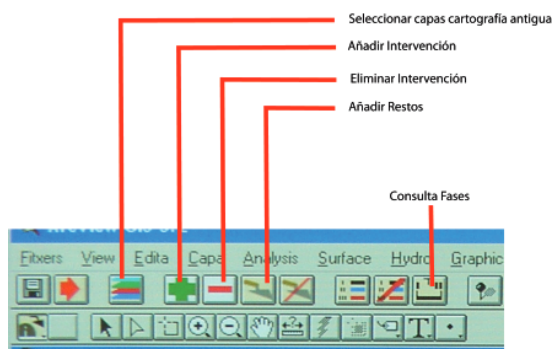 Seleccionar capas cartografía antigua
Añadir Intervención
Eliminar Intervención
Añadir Restos
Consulta Fases
Fitxers View Edita Capa Analysis Surface Hydro Graphic
T